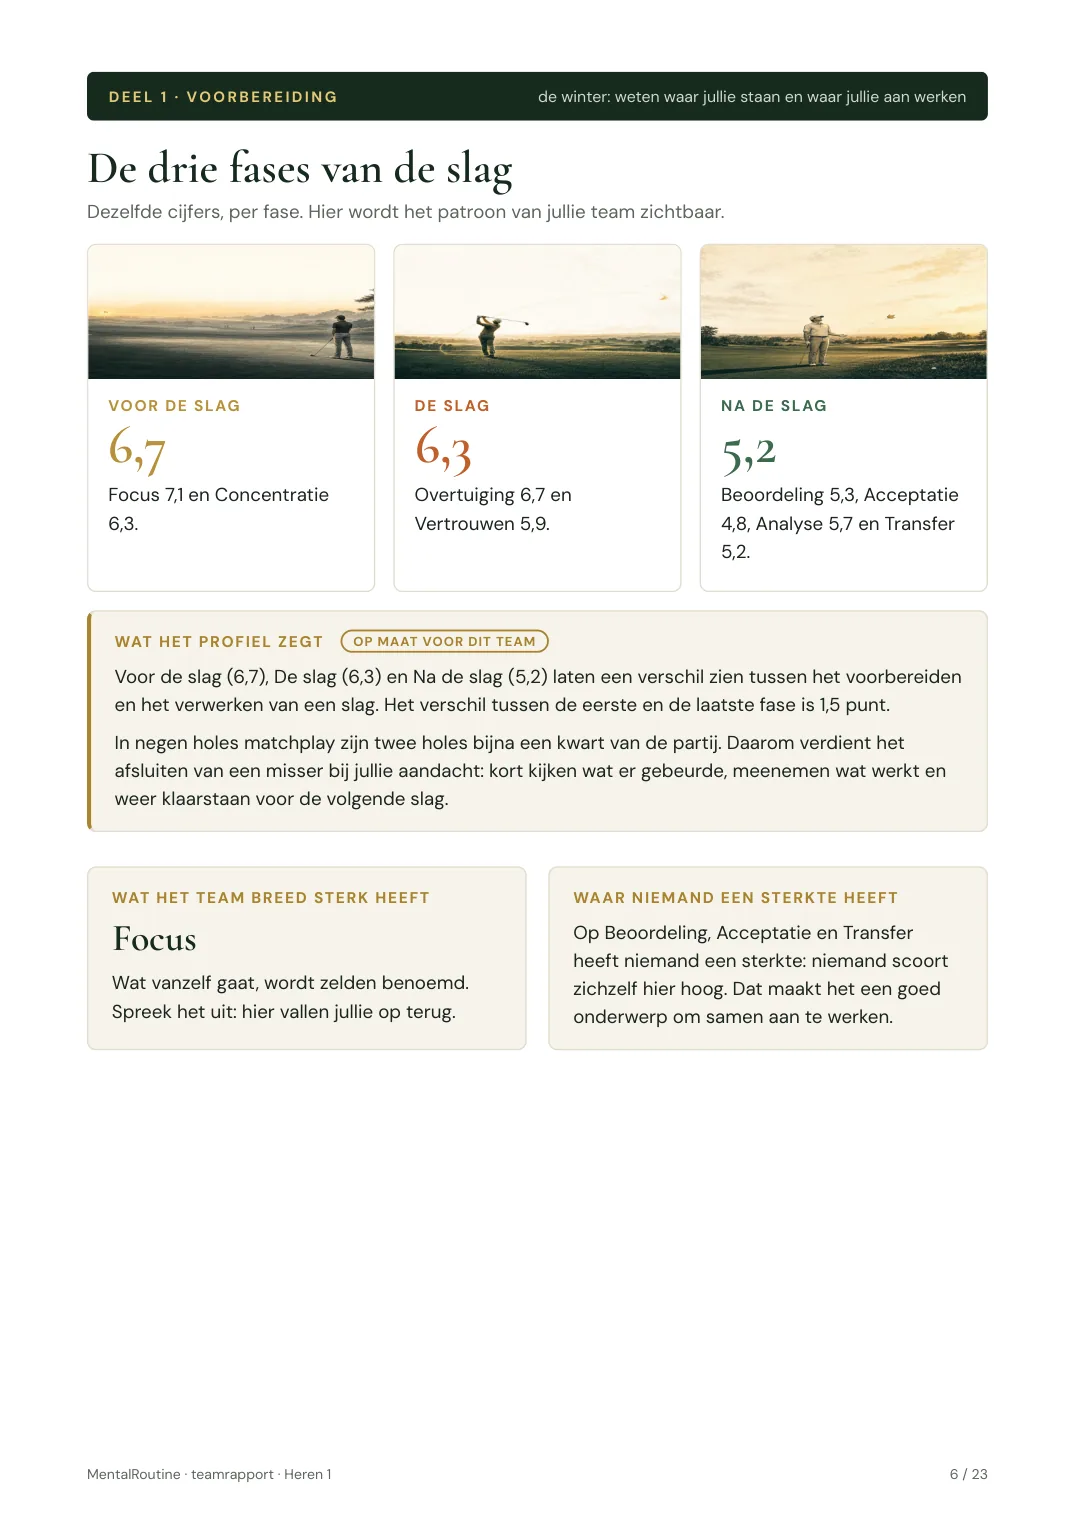 DEEL 1 · VOORBEREIDING
de winter: weten waar jullie staan en waar jullie aan werken
De drie fases van de slag
Dezelfde cijfers, per fase. Hier wordt het patroon van jullie team zichtbaar.
VOOR DE SLAG
6,7
Focus 7,1 en Concentratie
6,3.
DE SLAG
6,3
Overtuiging 6,7 en
Vertrouwen 5,9.
NA DE SLAG
5,2
Beoordeling 5,3, Acceptatie
4,8, Analyse 5,7 en Transfer
5,2.
WAT HET PROFIEL ZEGT
OP MAAT VOOR DIT TEAM
Voor de slag (6,7), De slag (6,3) en Na de slag (5,2) laten een verschil zien tussen het voorbereiden
en het verwerken van een slag. Het verschil tussen de eerste en de laatste fase is 1,5 punt.
In negen holes matchplay zijn twee holes bijna een kwart van de partij. Daarom verdient het
afsluiten van een misser bij jullie aandacht: kort kijken wat er gebeurde, meenemen wat werkt en
weer klaarstaan voor de volgende slag.
WAT HET TEAM BREED STERK HEEFT
Focus
Wat vanzelf gaat, wordt zelden benoemd.
Spreek het uit: hier vallen jullie op terug.
WAAR NIEMAND EEN STERKTE HEEFT
Op Beoordeling, Acceptatie en Transfer
heeft niemand een sterkte: niemand scoort
zichzelf hier hoog. Dat maakt het een goed
onderwerp om samen aan te werken.
MentalRoutine · teamrapport · Heren 1
6 / 23